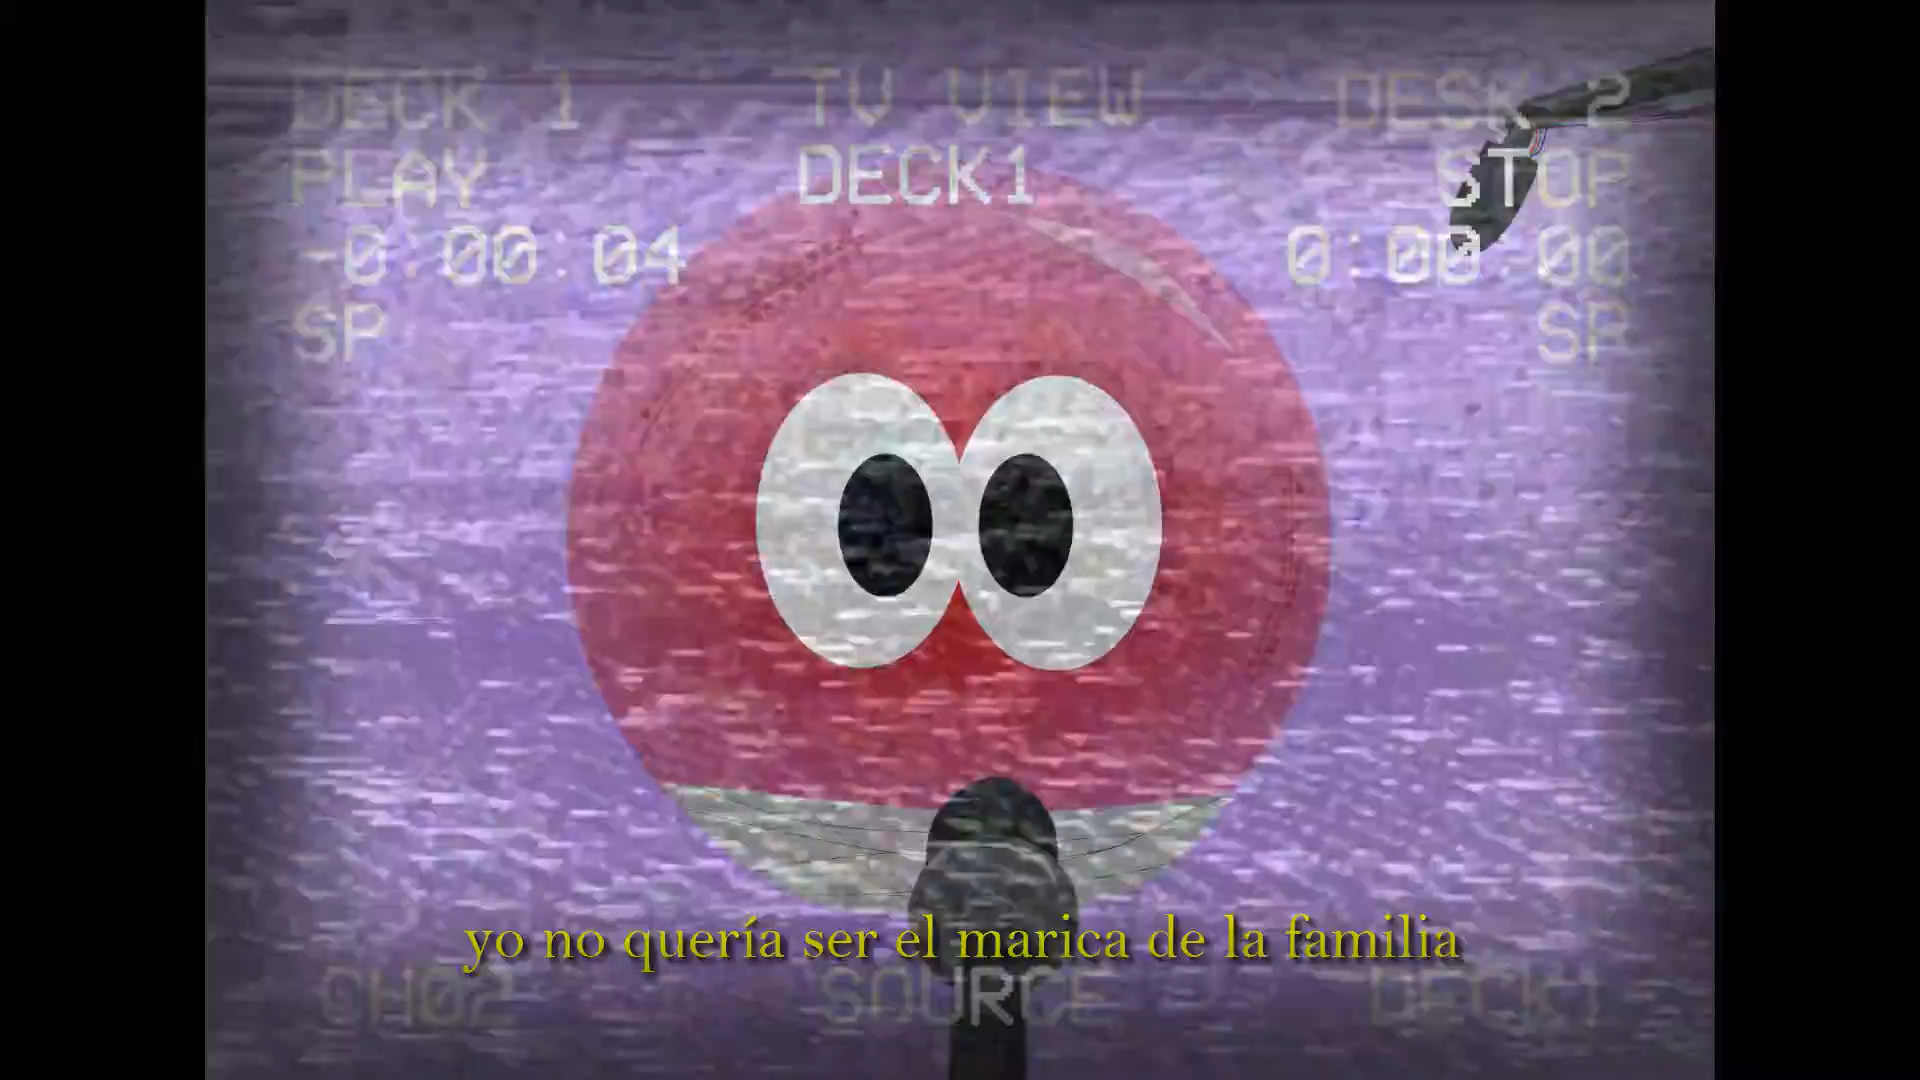 DECK 1 TV VIEW DESK 2
PLAY DECK1 STOP
-0:00:04 0:00:00
SP SP
yo no quería ser el marica de la familia
CH02 SOURCE DECK1